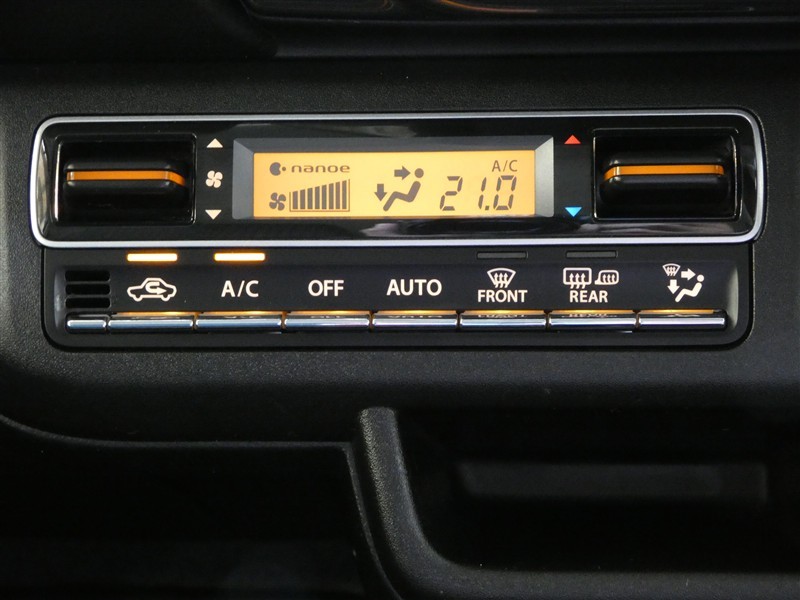 nanoe
A/C
21.0
A/C OFF AUTO FRONT REAR